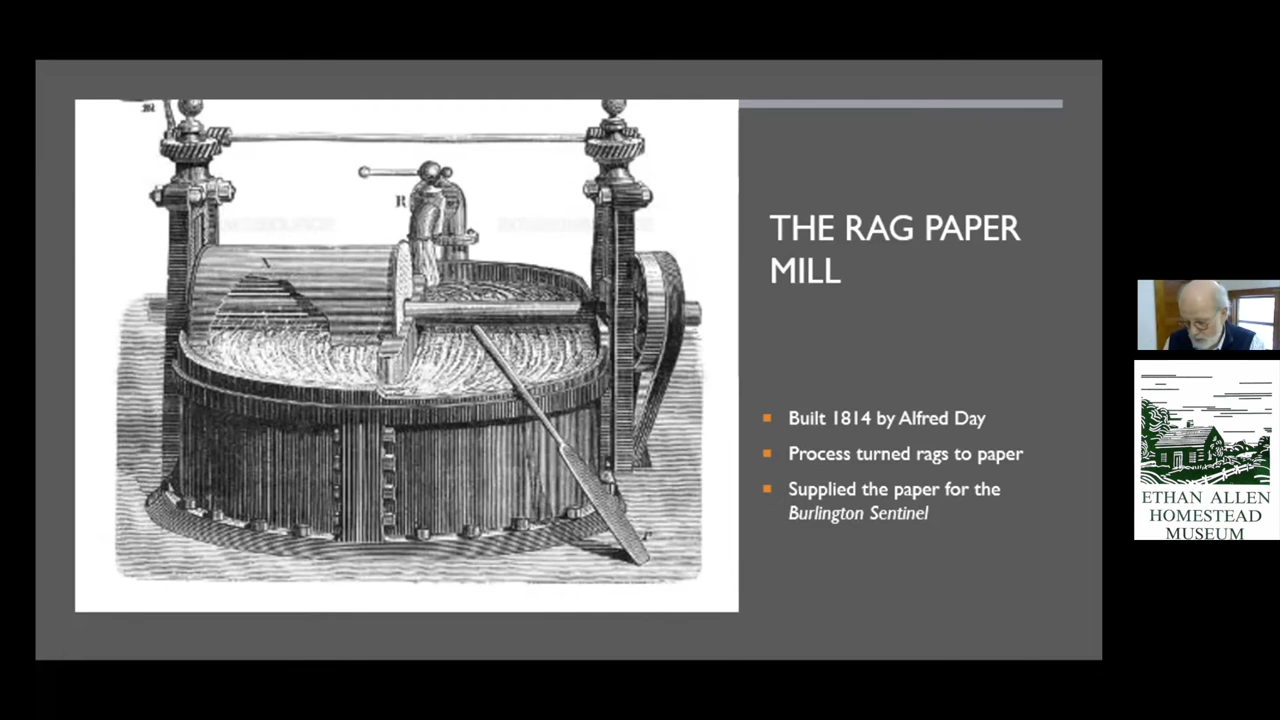 THE RAG PAPER
MILL
Built 1814 by Alfred Day
Process turned rags to paper
Supplied the paper for the
Burlington Sentinel
R
ETHAN ALLEN
HOMESTEAD
MUSEUM